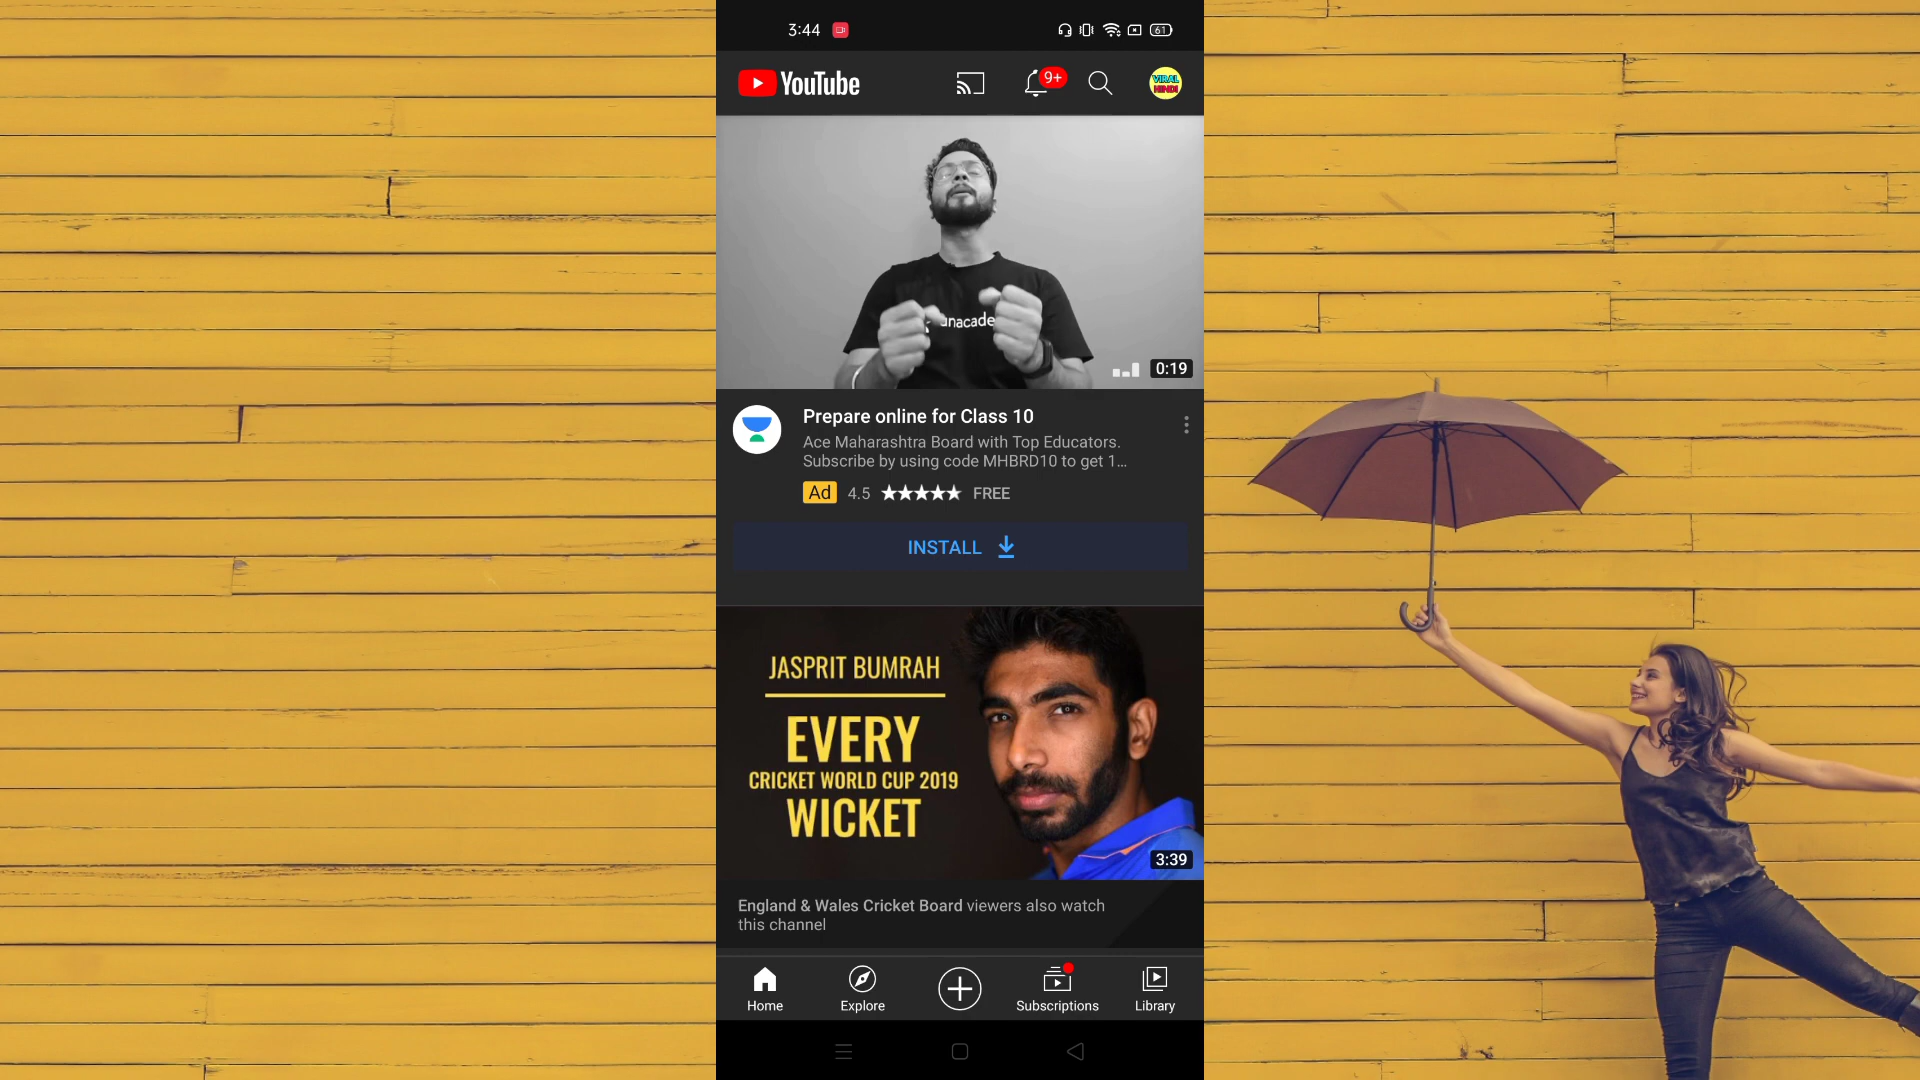 3:44
61
YouTube
9+
VIRAL
HINDI
unacade
0:19
Prepare online for Class 10
Ace Maharashtra Board with Top Educators.
Subscribe by using code MHBRD10 to get 1...
Ad 4.5 ★★★★★ FREE
INSTALL
JASPRIT BUMRAH
EVERY
CRICKET WORLD CUP 2019
WICKET
3:39
England & Wales Cricket Board viewers also watch
this channel
Home
Explore
Subscriptions
Library